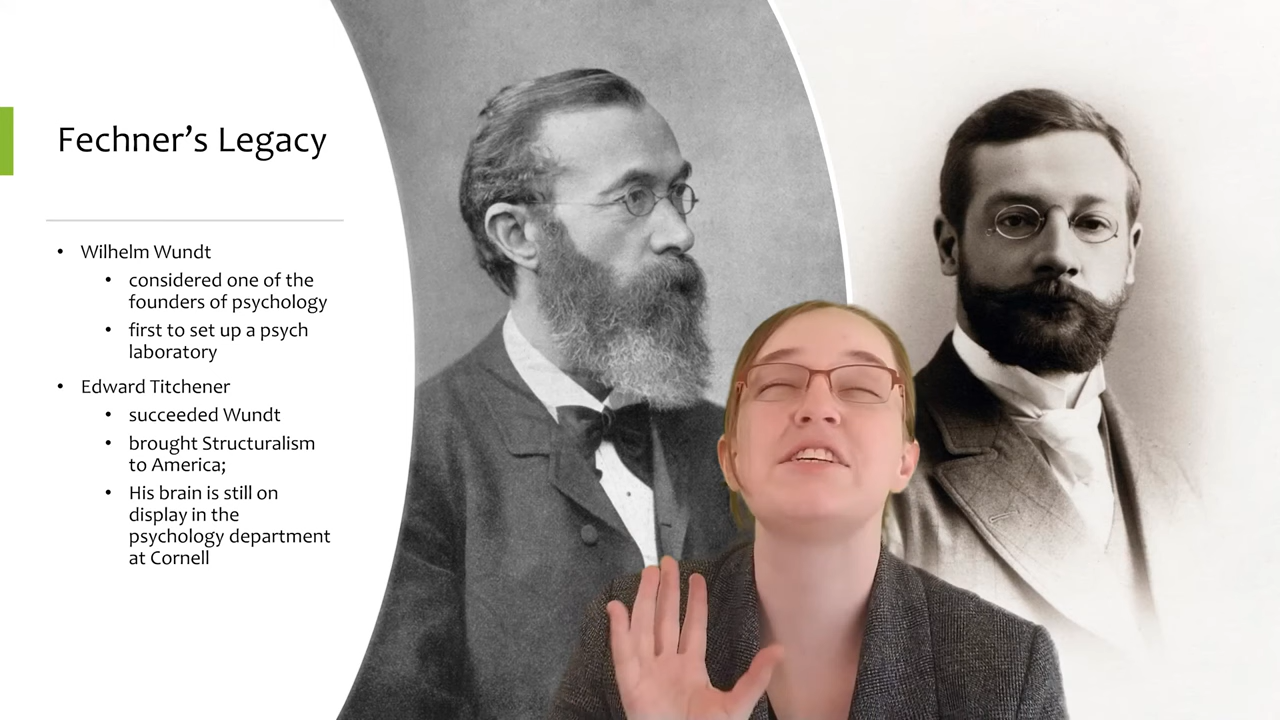 Fechner’s Legacy
• Wilhelm Wundt
• considered one of the
founders of psychology
• first to set up a psych
laboratory
• Edward Titchener
• succeeded Wundt
• brought Structuralism
to America;
• His brain is still on
display in the
psychology department
at Cornell